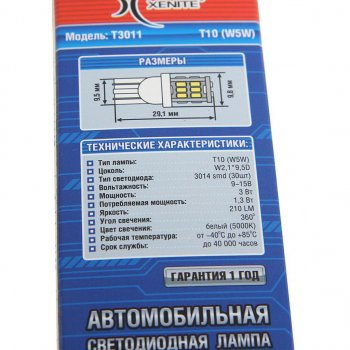 XENITE
Модель: T3011 T10 (W5W)
РАЗМЕРЫ
9,5 мм
9,8 мм
29,1 мм
ТЕХНИЧЕСКИЕ ХАРАКТЕРИСТИКИ:
Тип лампы: T10 (W5W)
Цоколь: W2,1*9,5D
Тип светодиода: 3014 smd (30шт)
Вольтажность: 9–15В
Мощность: 3 Вт
Потребляемая мощность: 1,3 Вт
Яркость: 210 LM
Угол свечения: 360°
Цвет свечения: белый (5000K)
Рабочая температура: от –40°C до +85°C
Срок службы: до 40 000 часов
ГАРАНТИЯ 1 ГОД
АВТОМОБИЛЬНАЯ
СВЕТОДИОДНАЯ ЛАМПА